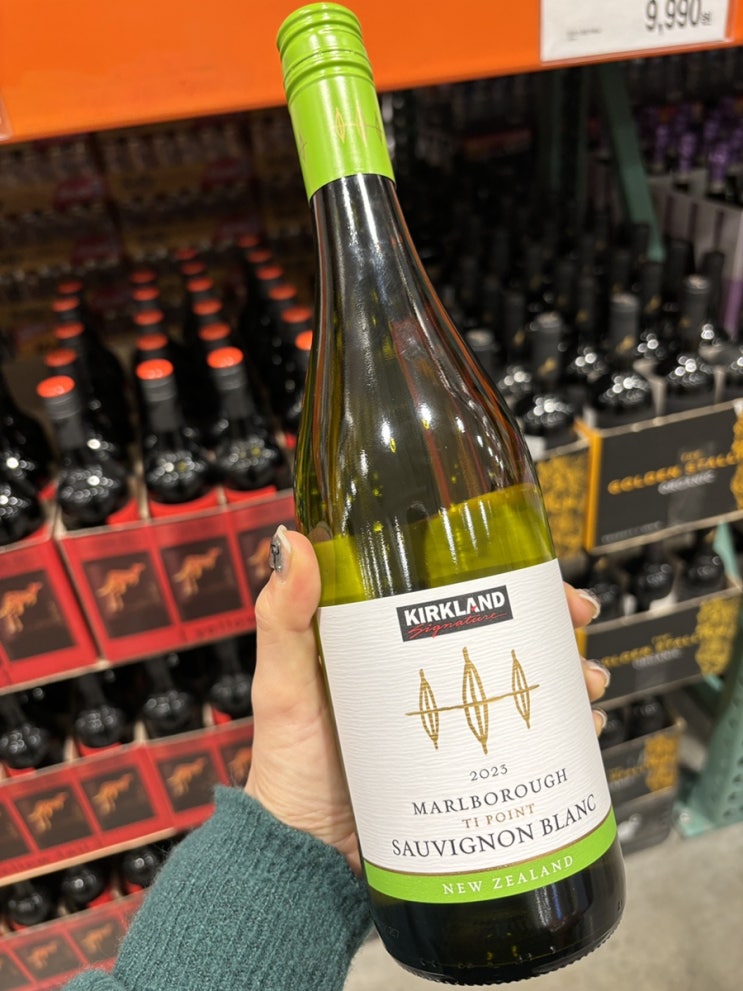 9,990
KIRKLAND
Signature
2023
MARLBOROUGH
TI POINT
SAUVIGNON BLANC
NEW ZEALAND
GOLDEN
ORGANIC